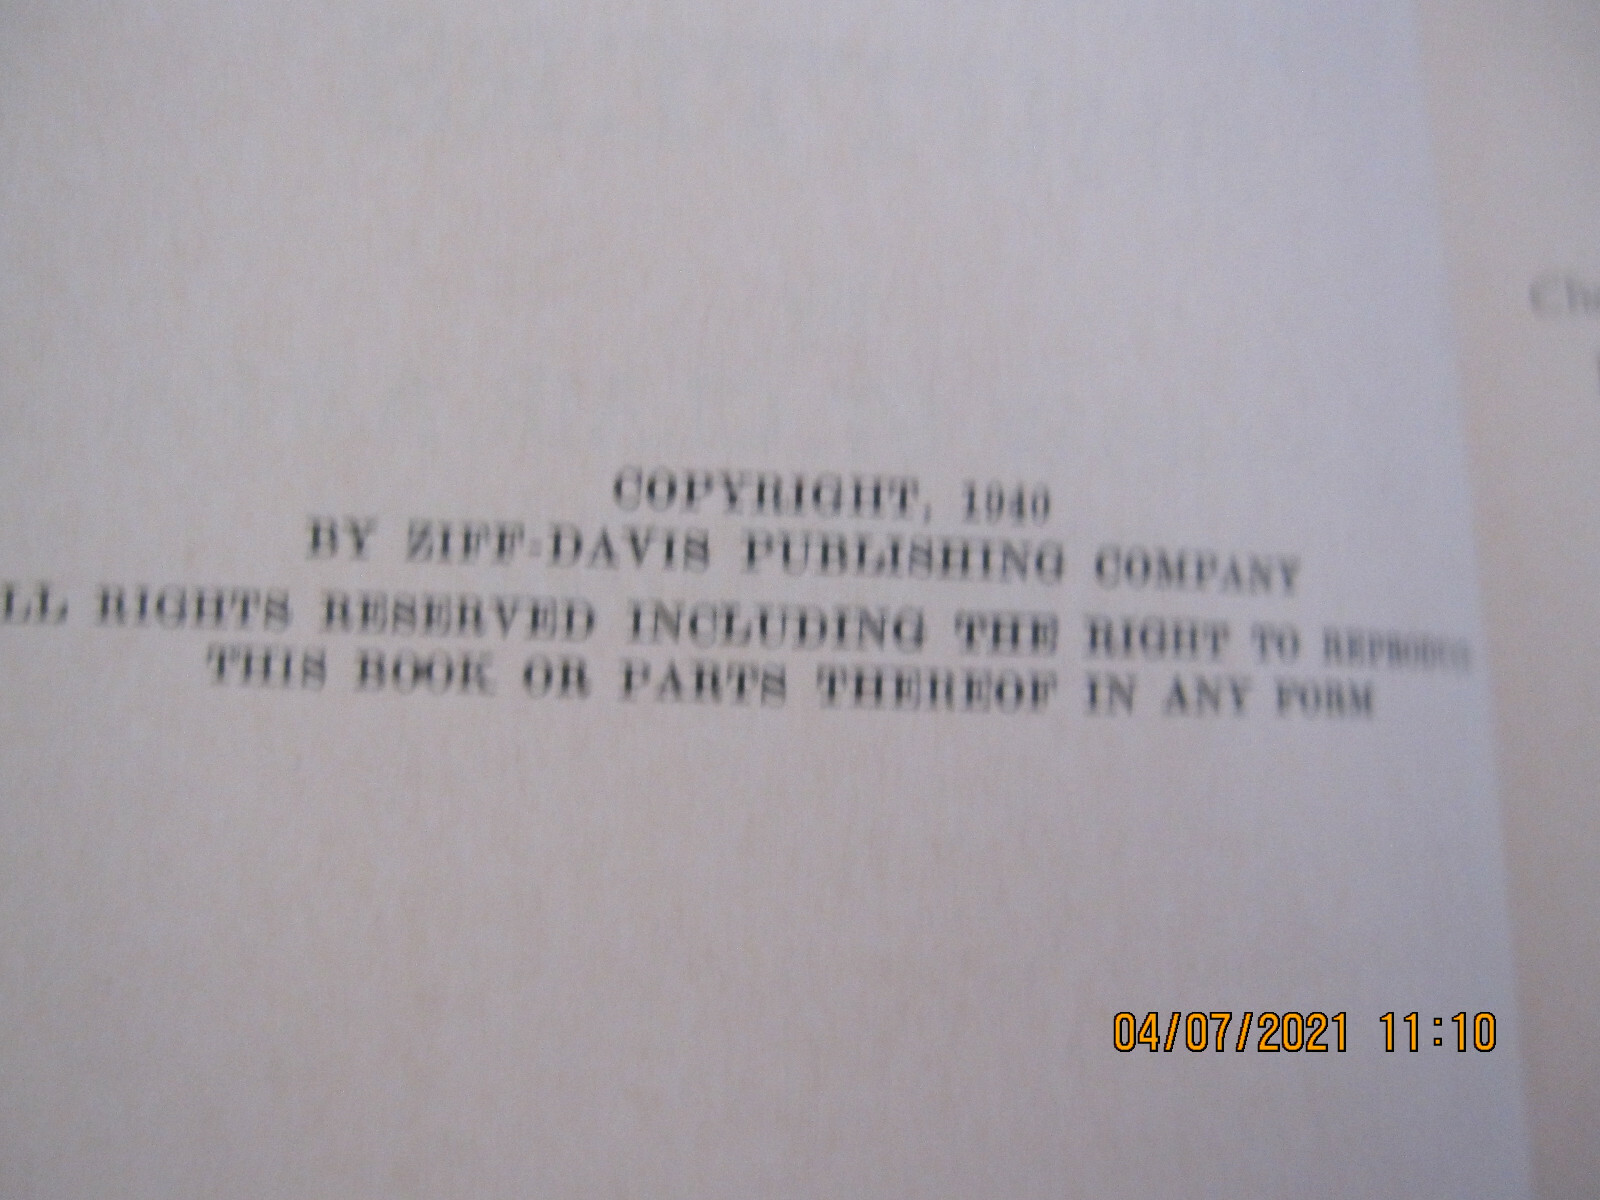 COPYRIGHT, 1940
BY ZIFF-DAVIS PUBLISHING COMPANY
LL RIGHTS RESERVED INCLUDING THE RIGHT TO REPRODUCE
THIS BOOK OR PARTS THEREOF IN ANY FORM
04/07/2021 11:10